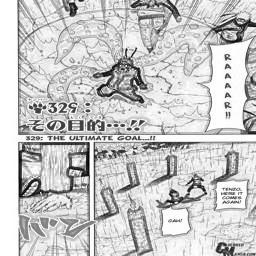 RAAAAR!!
329:
その目的…!!
329: THE ULTIMATE GOAL...!!
TENZO,
HERE IT
COMES
AGAIN!
GAH!